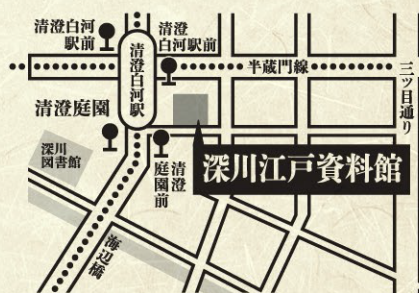 清澄白河
駅前
清澄
白河駅前
清澄白河駅
半蔵門線
三ツ目通り
清澄庭園
深川
図書館
清澄
庭園前
深川江戸資料館
海辺橋